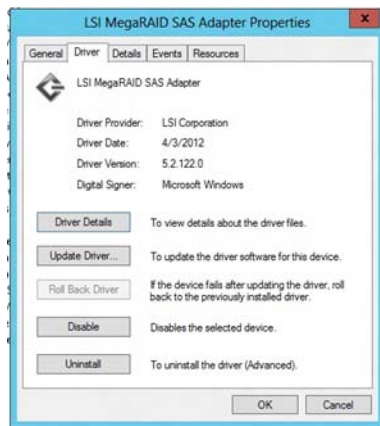 LSI MegaRAID SAS Adapter Properties
x
General Driver Details Events Resources
LSI MegaRAID SAS Adapter
Driver Provider: LSI Corporation
Driver Date: 4/3/2012
Driver Version: 5.2.122.0
Digital Signer: Microsoft Windows
Driver Details To view details about the driver files.
Update Driver... To update the driver software for this device.
Roll Back Driver If the device fails after updating the driver, roll
back to the previously installed driver.
Disable Disables the selected device.
Uninstall To uninstall the driver (Advanced).
OK Cancel